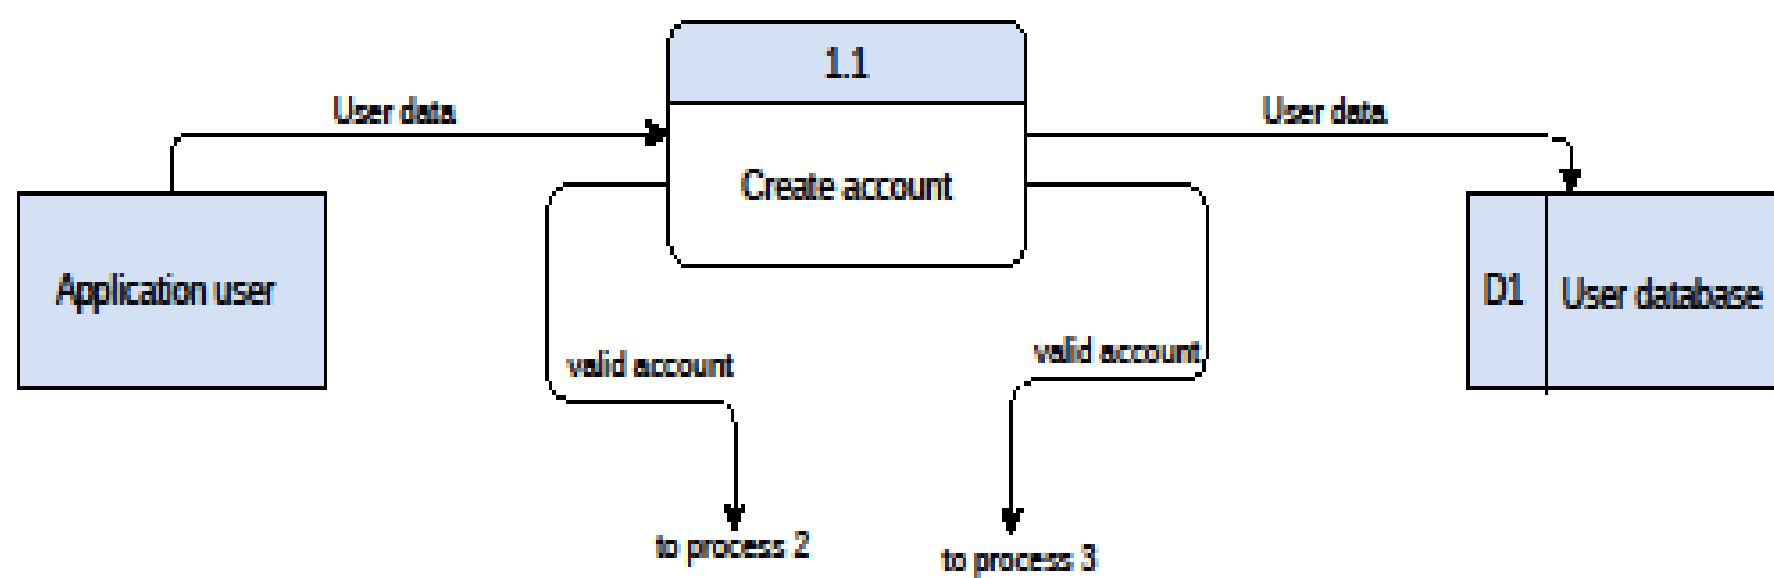 1.1
User data
User data
Create account
Application user
D1
User database
valid account
valid account
to process 2
to process 3